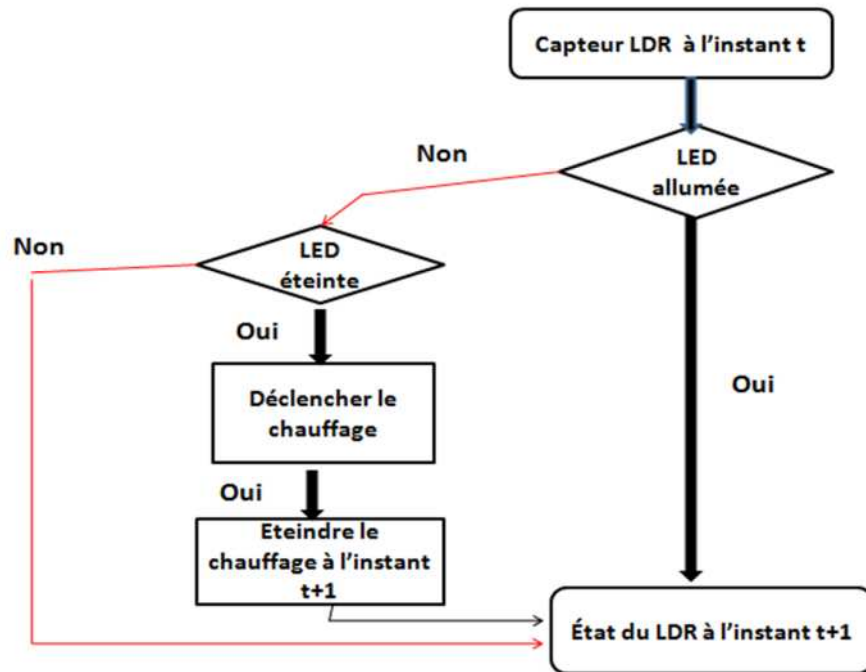 Capteur LDR à l'instant t
LED
allumée
Non
Non
LED
éteinte
Oui
Déclencher le
chauffage
Oui
Oui
Eteindre le
chauffage à l'instant
t+1
État du LDR à l'instant t+1